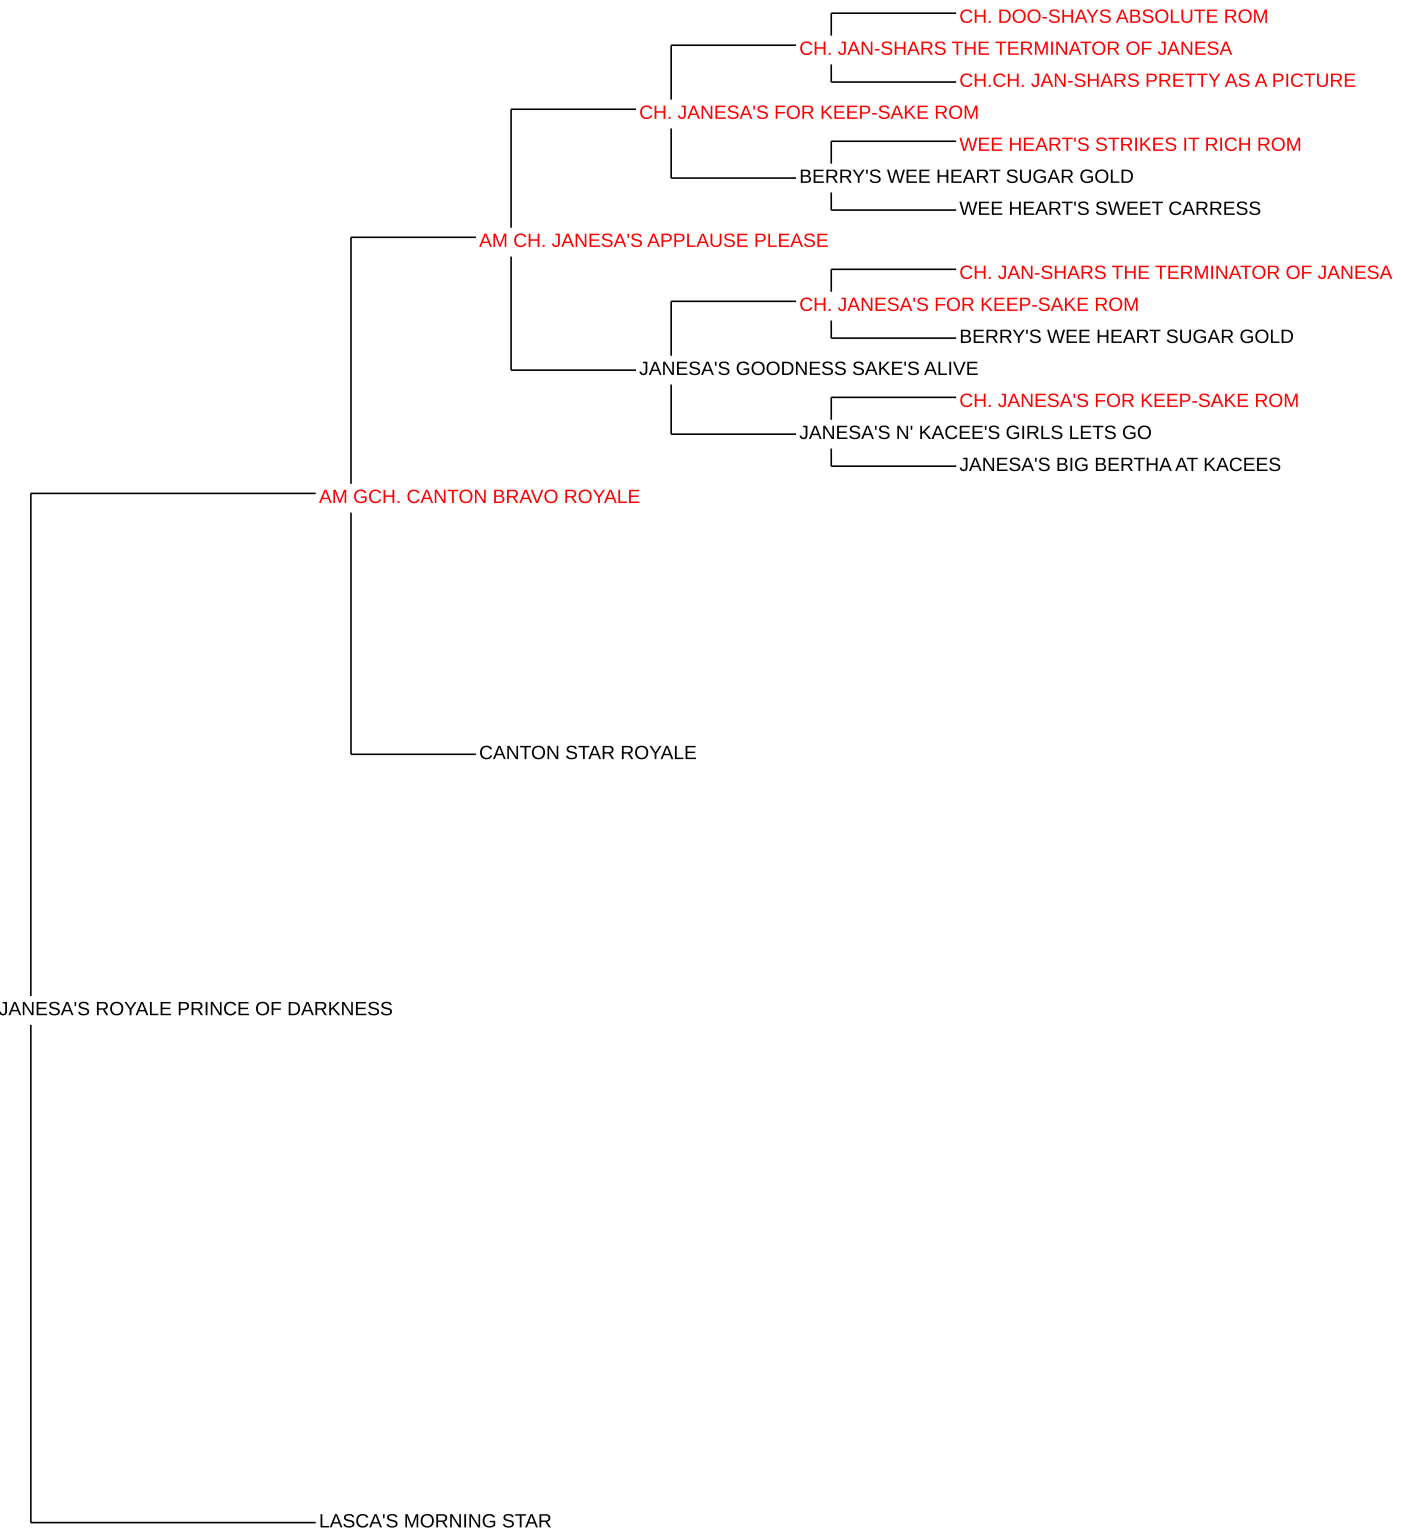 CH. DOO-SHAYS ABSOLUTE ROM
CH. JAN-SHARS THE TERMINATOR OF JANESA
CH.CH. JAN-SHARS PRETTY AS A PICTURE
CH. JANESA'S FOR KEEP-SAKE ROM
WEE HEART'S STRIKES IT RICH ROM
BERRY'S WEE HEART SUGAR GOLD
WEE HEART'S SWEET CARRESS
AM CH. JANESA'S APPLAUSE PLEASE
CH. JAN-SHARS THE TERMINATOR OF JANESA
CH. JANESA'S FOR KEEP-SAKE ROM
BERRY'S WEE HEART SUGAR GOLD
JANESA'S GOODNESS SAKE'S ALIVE
CH. JANESA'S FOR KEEP-SAKE ROM
JANESA'S N' KACEE'S GIRLS LETS GO
JANESA'S BIG BERTHA AT KACEES
AM GCH. CANTON BRAVO ROYALE
CANTON STAR ROYALE
JANESA'S ROYALE PRINCE OF DARKNESS
LASCA'S MORNING STAR